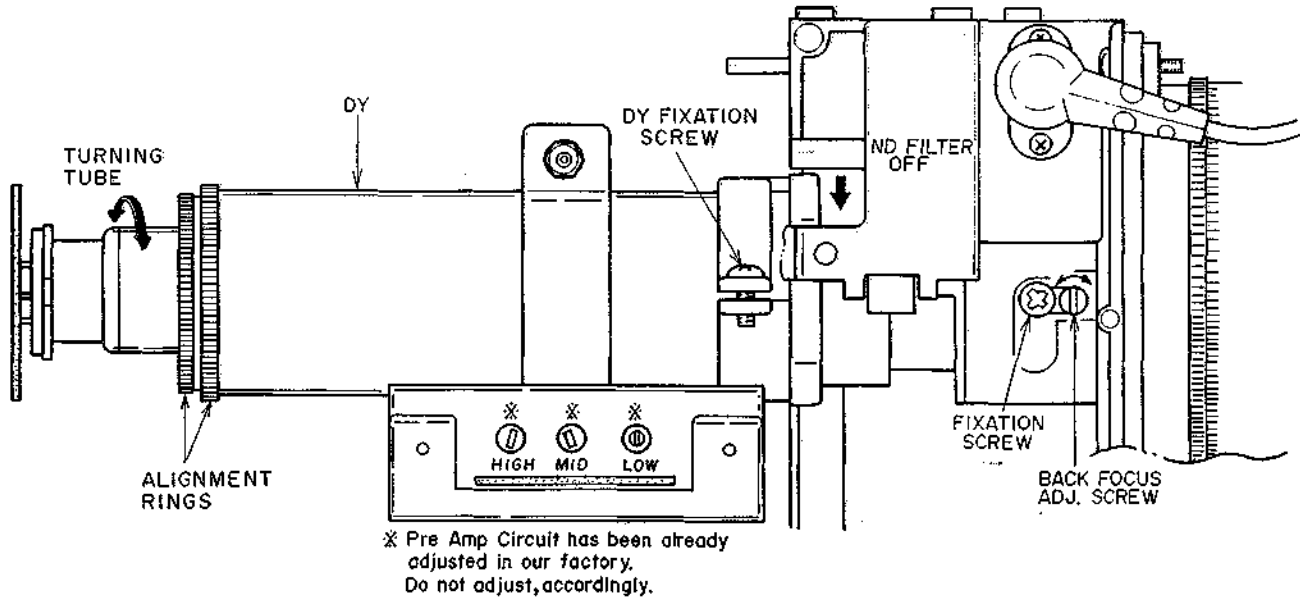 DY
DY FIXATION
SCREW
TURNING
TUBE
ND FILTER
OFF
ALIGNMENT
RINGS
※ ※ ※
HIGH MID LOW
FIXATION
SCREW
BACK FOCUS
ADJ. SCREW
※ Pre Amp Circuit has been already
adjusted in our factory.
Do not adjust, accordingly.